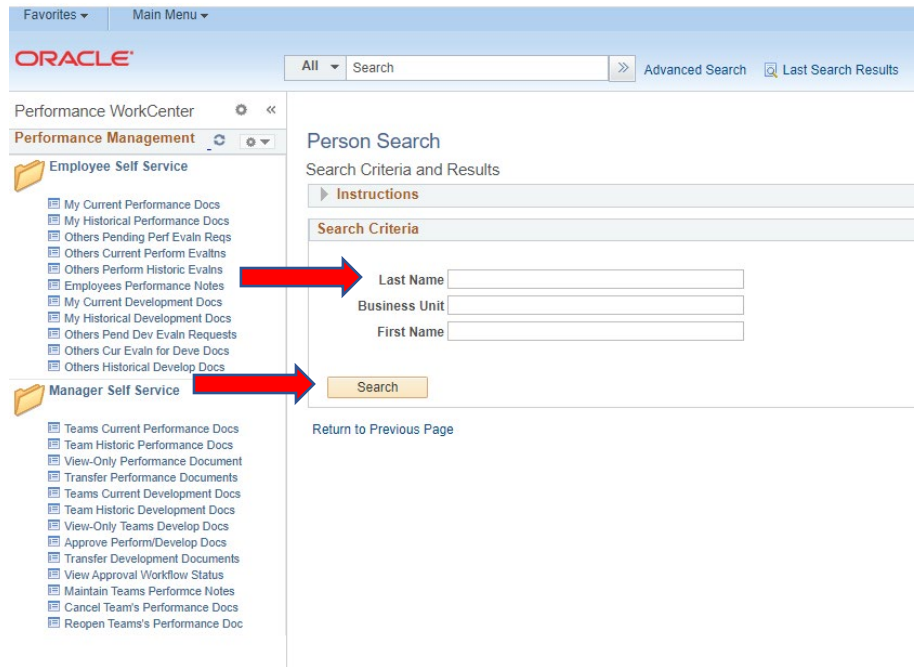 Favorites Main Menu
ORACLE
All Search Advanced Search Last Search Results
Performance WorkCenter
Performance Management
Employee Self Service
My Current Performance Docs
My Historical Performance Docs
Others Pending Perf Evaln Reqs
Others Current Perform Evaltns
Others Perform Historic Evalns
Employees Performance Notes
My Current Development Docs
My Historical Development Docs
Others Pend Dev Evaln Requests
Others Cur Evaln for Deve Docs
Others Historical Develop Docs
Manager Self Service
Teams Current Performance Docs
Team Historic Performance Docs
View-Only Performance Document
Transfer Performance Documents
Teams Current Development Docs
Team Historic Development Docs
View-Only Teams Develop Docs
Approve Perform/Develop Docs
Transfer Development Documents
View Approval Workflow Status
Maintain Teams Performce Notes
Cancel Team's Performance Docs
Reopen Teams's Performance Doc
Person Search
Search Criteria and Results
Instructions
Search Criteria
Last Name
Business Unit
First Name
Search
Return to Previous Page